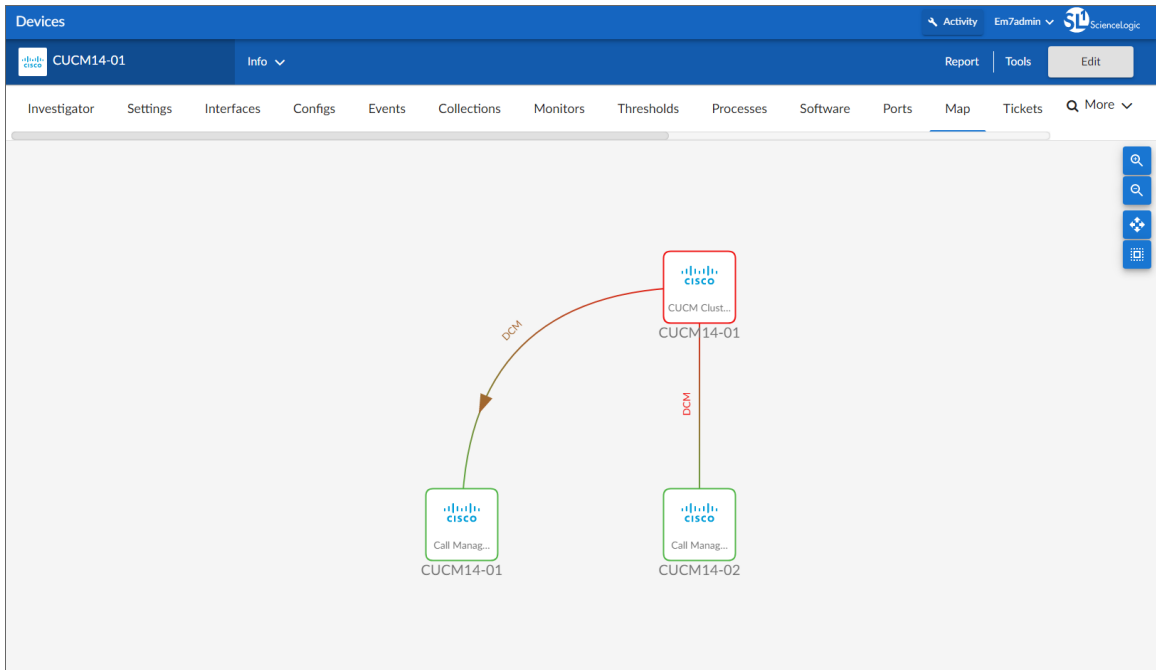 Devices
Activity Em7admin SL1 ScienceLogic
CISCO CUCM14-01 Info Report Tools Edit
Investigator Settings Interfaces Configs Events Collections Monitors Thresholds Processes Software Ports Map Tickets More
CISCO
CUCM Clust...
CUCM14-01
DCM
DCM
CISCO CISCO
Call Manag... Call Manag...
CUCM14-01 CUCM14-02